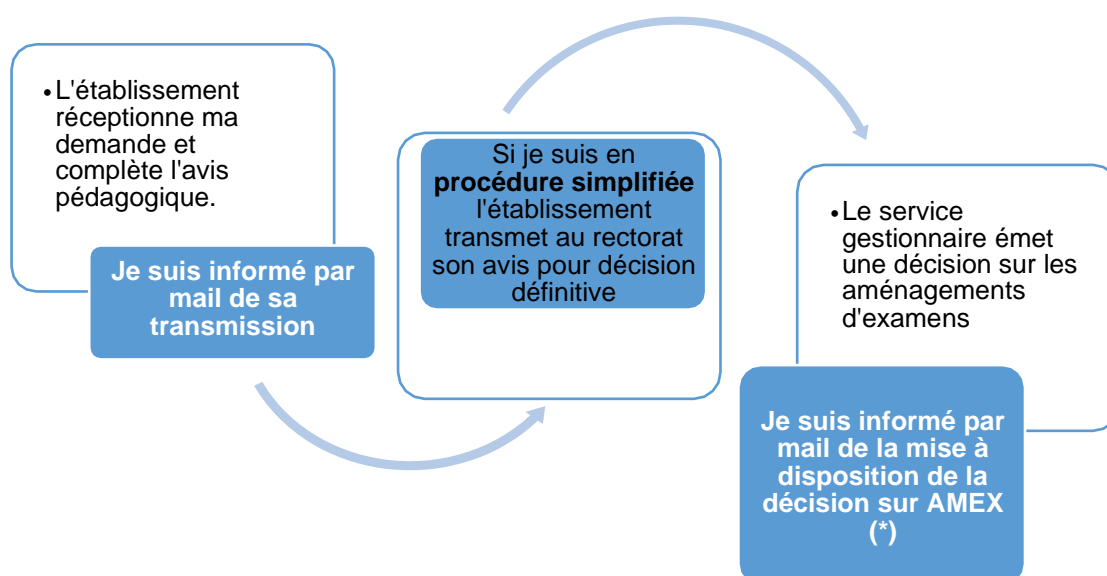 •L'établissement
réceptionne ma
demande et
complète l'avis
pédagogique.
Je suis informé par
mail de sa
transmission
Si je suis en
procédure simplifiée
l'établissement
transmet au rectorat
son avis pour décision
définitive
•Le service
gestionnaire émet
une décision sur les
aménagements
d'examens
Je suis informé par
mail de la mise à
disposition de la
décision sur AMEX
(*)